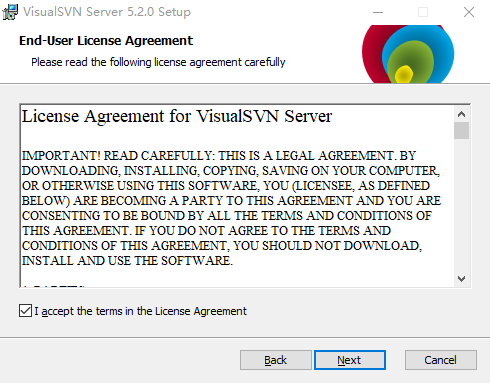 VisualSVN Server 5.2.0 Setup
End-User License Agreement
Please read the following license agreement carefully
License Agreement for VisualSVN Server
IMPORTANT! READ CAREFULLY: THIS IS A LEGAL AGREEMENT. BY
DOWNLOADING, INSTALLING, COPYING, SAVING ON YOUR COMPUTER,
OR OTHERWISE USING THIS SOFTWARE, YOU (LICENSEE, AS DEFINED
BELOW) ARE BECOMING A PARTY TO THIS AGREEMENT AND YOU ARE
CONSENTING TO BE BOUND BY ALL THE TERMS AND CONDITIONS OF
THIS AGREEMENT. IF YOU DO NOT AGREE TO THE TERMS AND
CONDITIONS OF THIS AGREEMENT, YOU SHOULD NOT DOWNLOAD,
INSTALL AND USE THE SOFTWARE.
I accept the terms in the License Agreement
Back Next Cancel